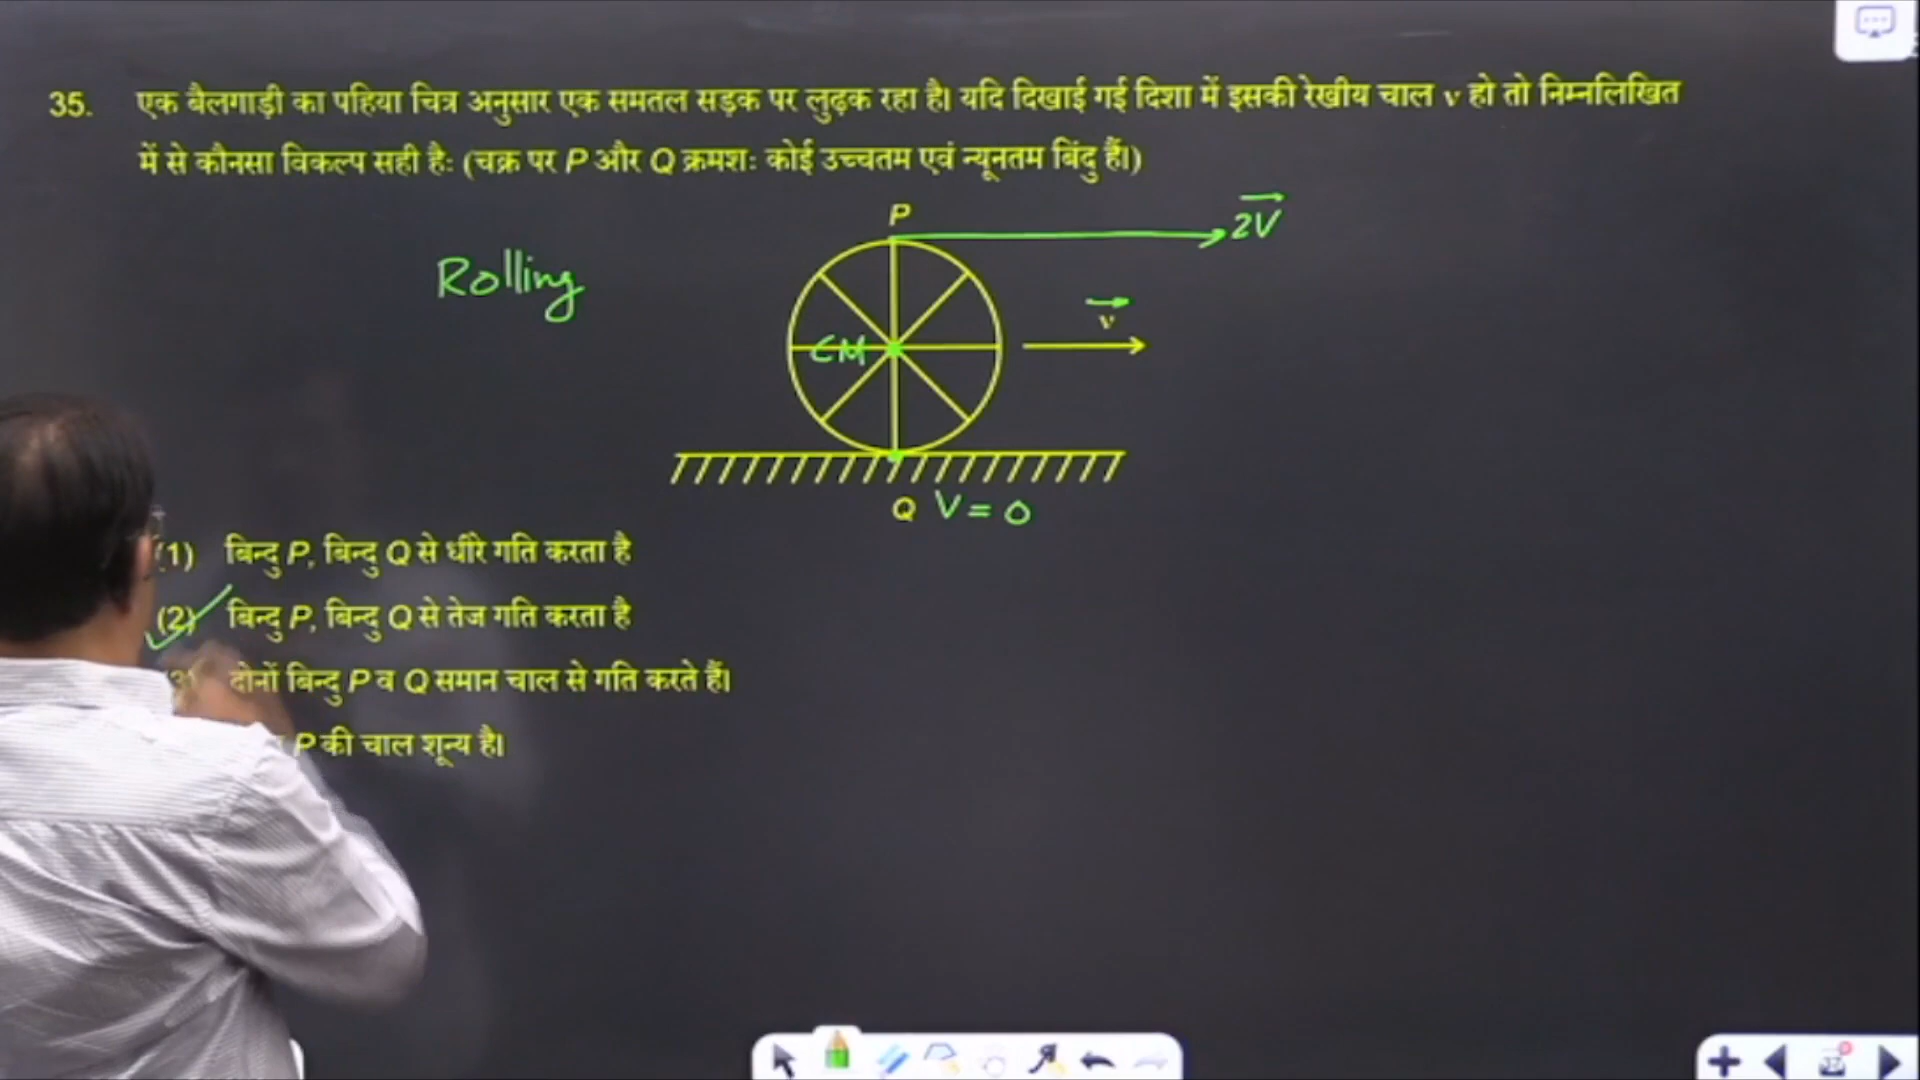 35. एक बैलगाड़ी का पहिया चित्र अनुसार एक समतल सड़क पर लुढ़क रहा है। यदि दिखाई गई दिशा में इसकी रेखीय चाल v हो तो निम्नलिखित
में से कौनसा विकल्प सही है: (चक्र पर P और Q क्रमश: कोई उच्चतम एवं न्यूनतम बिंदु हैं।)
P
2V
Rolling
v
CM
Q V = 0
(1) बिन्दु P, बिन्दु Q से धीरे गति करता है
(2) बिन्दु P, बिन्दु Q से तेज गति करता है
(3) दोनों बिन्दु P व Q समान चाल से गति करते हैं।
P की चाल शून्य है।